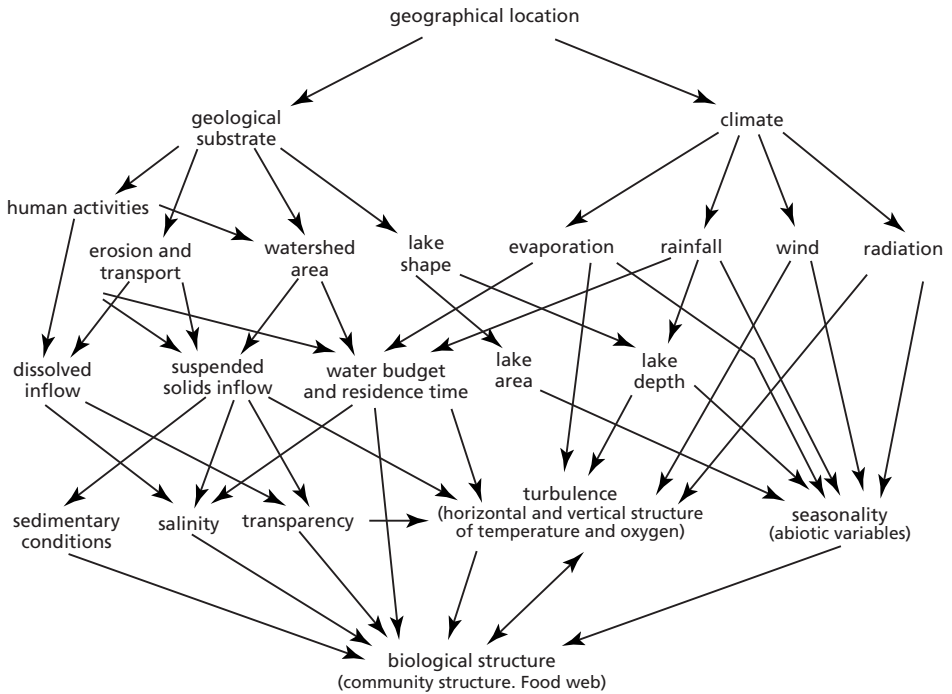 geographical location
geological
substrate
climate
human activities
erosion and
transport
watershed
area
lake
shape
evaporation
rainfall
wind
radiation
dissolved
inflow
suspended
solids inflow
water budget
and residence time
lake
area
lake
depth
sedimentary
conditions
salinity
transparency
turbulence
(horizontal and vertical structure
of temperature and oxygen)
seasonality
(abiotic variables)
biological structure
(community structure. Food web)